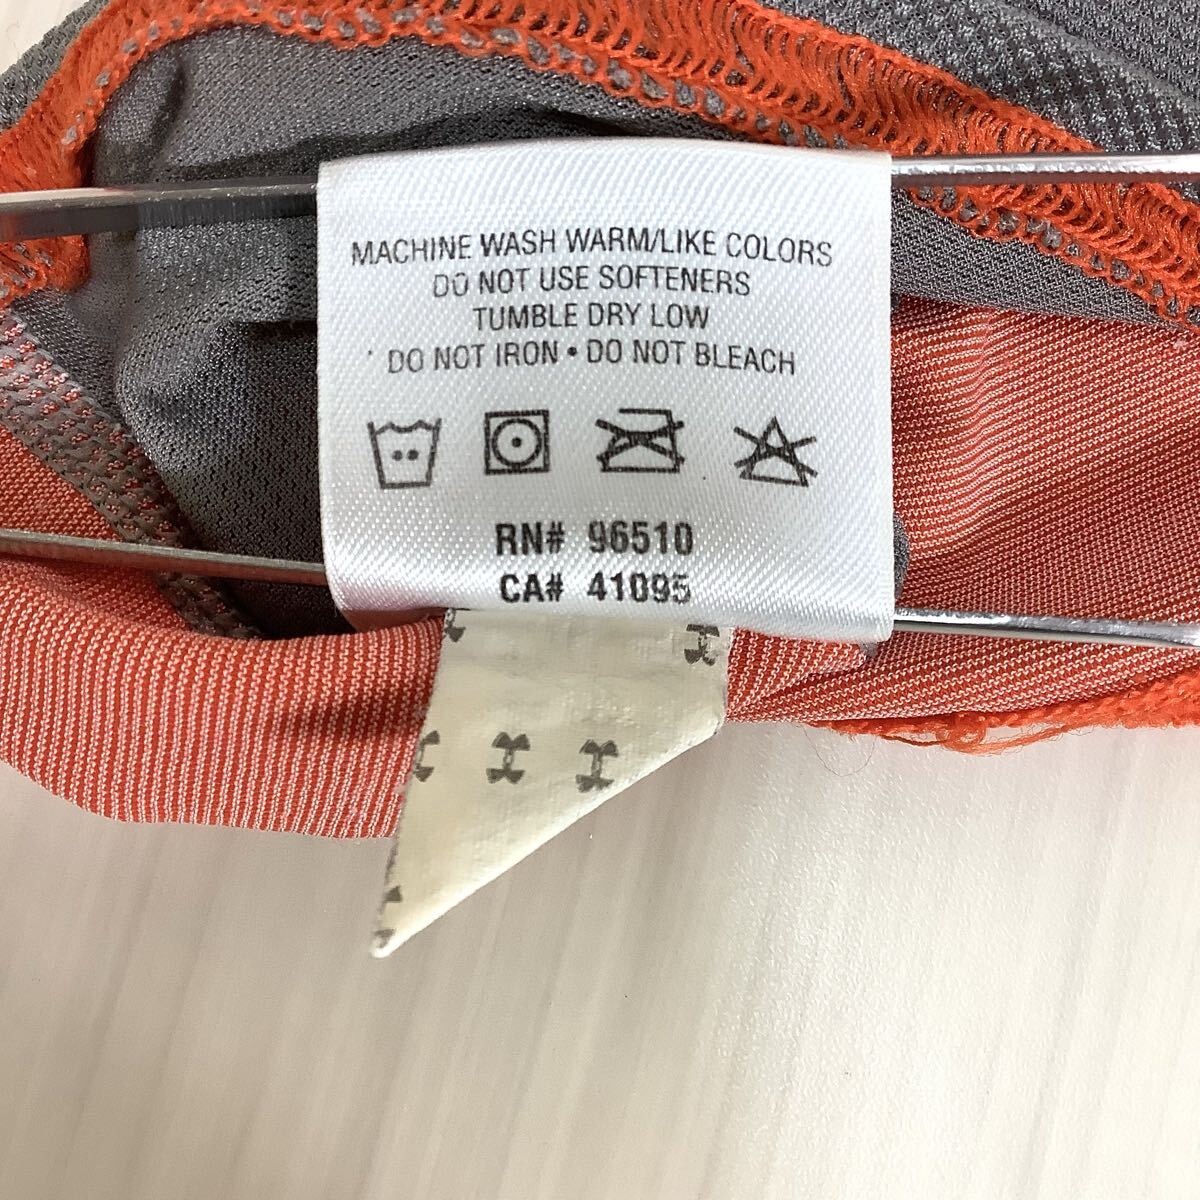 MACHINE WASH WARM/LIKE COLORS
DO NOT USE SOFTENERS
TUMBLE DRY LOW
DO NOT IRON • DO NOT BLEACH
RN# 96510
CA# 41095